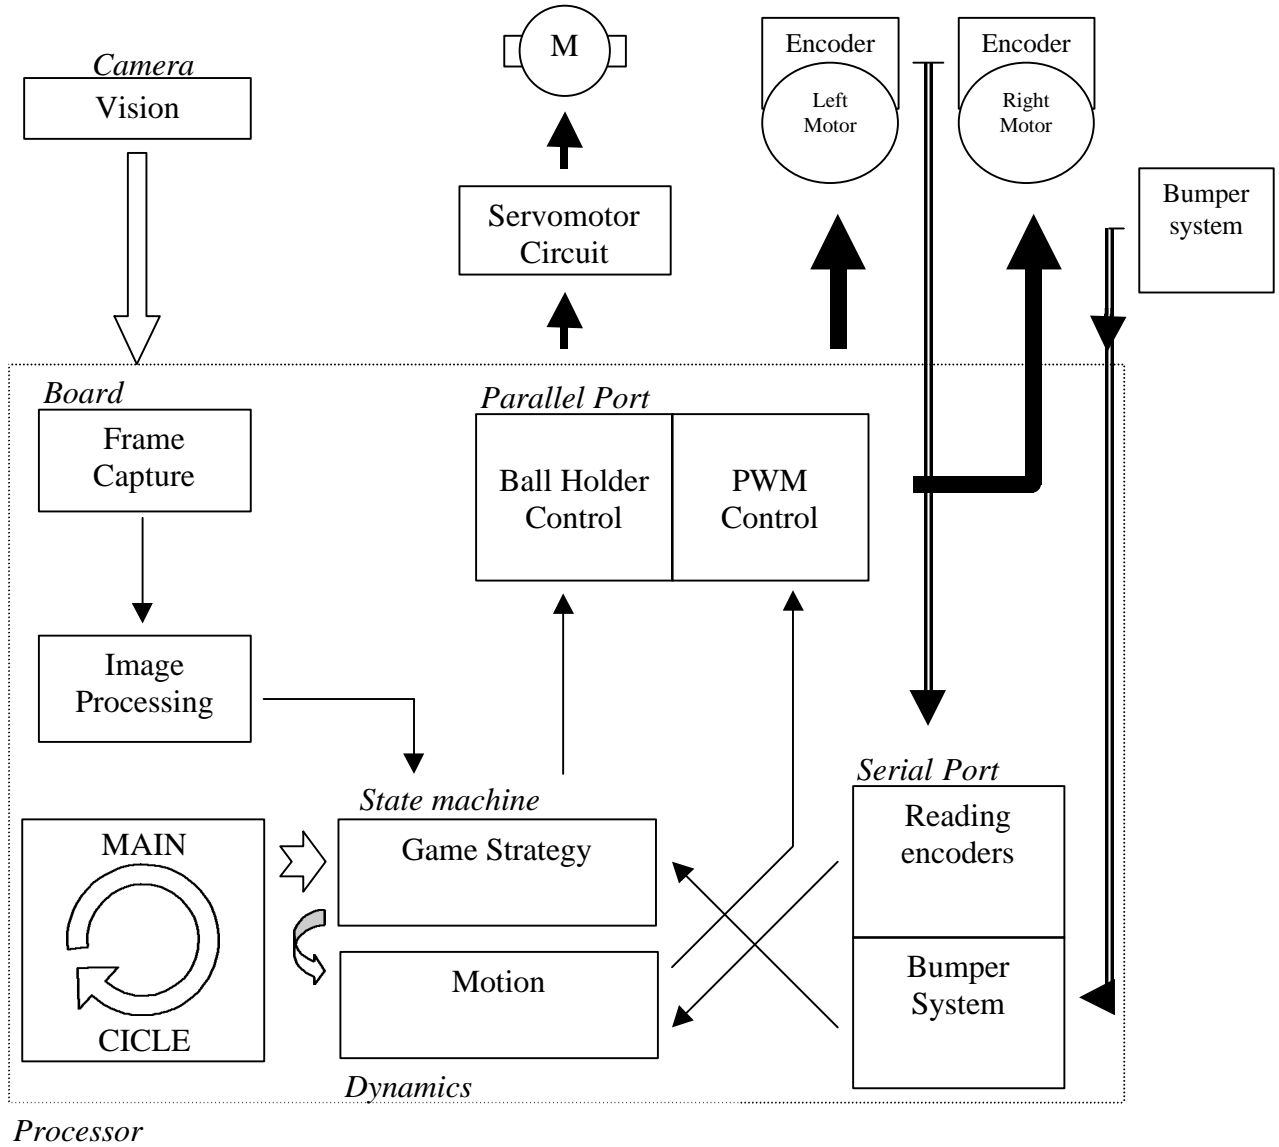 M
Encoder
Encoder
Camera
Vision
Left
Motor
Right
Motor
Bumper
system
Servomotor
Circuit
Board
Frame
Capture
Parallel Port
Ball Holder
Control
PWM
Control
Image
Processing
State machine
Serial Port
MAIN
CICLE
Game Strategy
Reading
encoders
Motion
Bumper
System
Dynamics
Processor